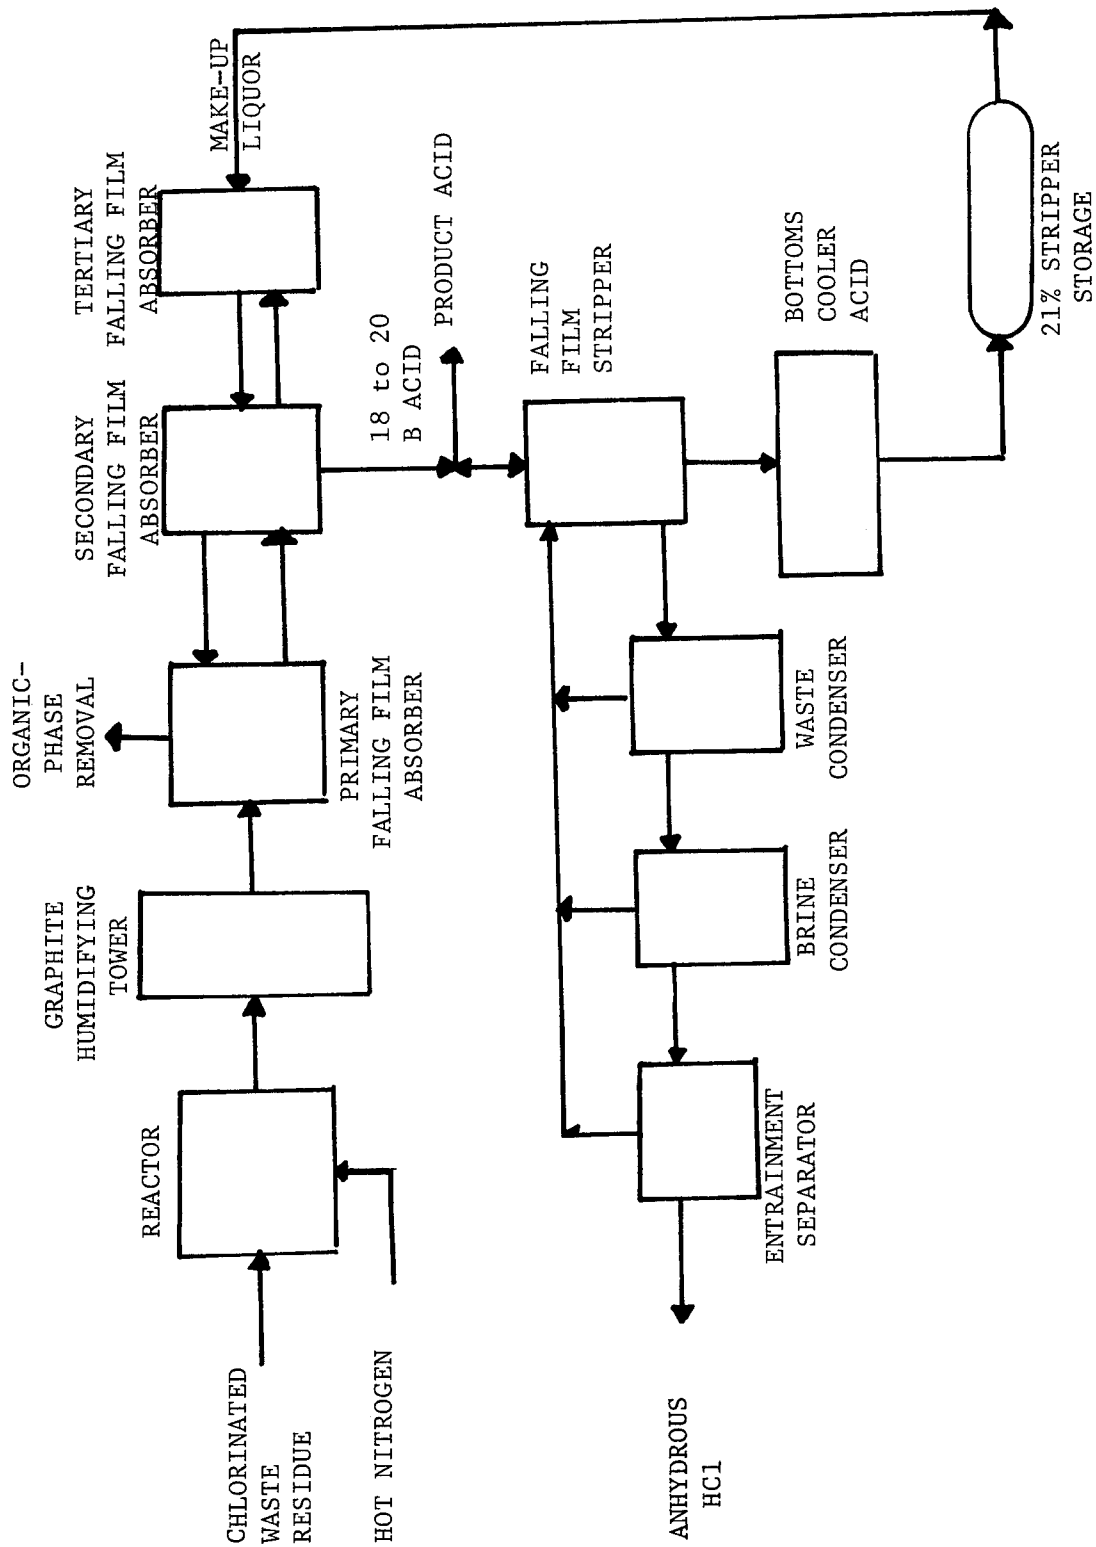 CHLORINATED
WASTE
RESIDUE
HOT NITROGEN
REACTOR
GRAPHITE
HUMIDIFYING
TOWER
ORGANIC-
PHASE
REMOVAL
PRIMARY
FALLING FILM
ABSORBER
SECONDARY
FALLING FILM
ABSORBER
TERTIARY
FALLING FILM
ABSORBER
MAKE-UP
LIQUOR
18 to 20
B ACID
PRODUCT ACID
FALLING
FILM
STRIPPER
BOTTOMS
COOLER
ACID
21% STRIPPER
STORAGE
WASTE
CONDENSER
BRINE
CONDENSER
ENTRAINMENT
SEPARATOR
ANHYDROUS
HCl